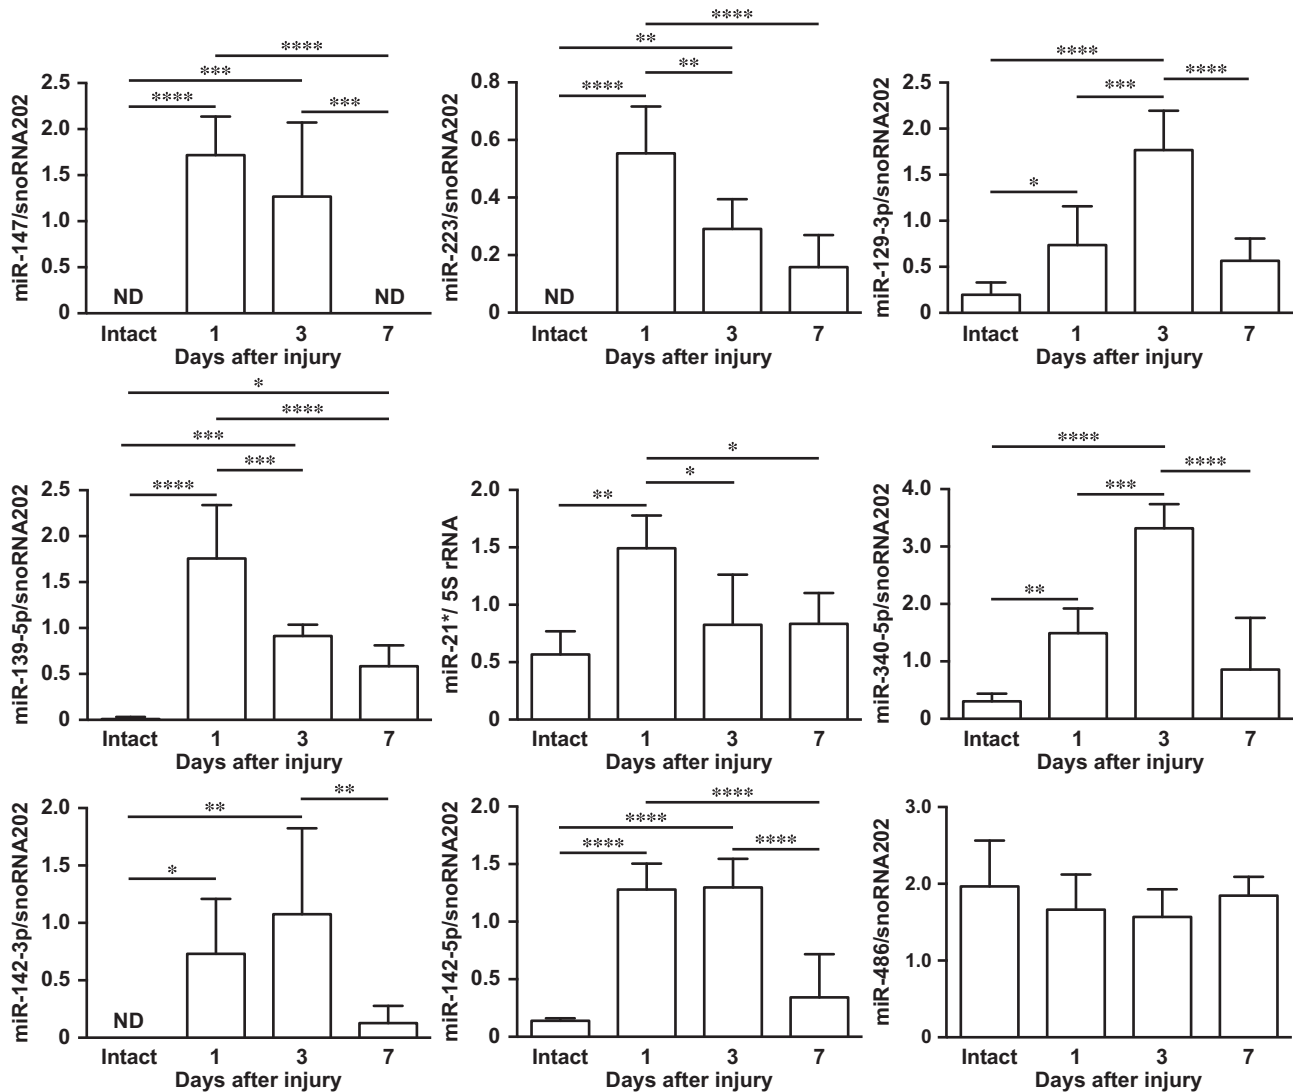 ****
****
**
****
***
**
***
****
2.5
****
***
0.8
****
2.5
***
2.0
2.0
0.6
1.5
1.5
0.4
*
1.0
1.0
0.2
0.5
0.5
miR-147/snoRNA202
ND
ND
miR-223/snoRNA202
ND
miR-129-3p/snoRNA202
0
0
0
Intact 1 3 7
Intact 1 3 7
Intact 1 3 7
Days after injury
Days after injury
Days after injury
*
****
***
*
****
***
*
****
2.5
****
2.0
**
4.0
***
2.0
1.5
3.0
1.5
1.0
2.0
**
1.0
0.5
1.0
0.5
miR-139-5p/snoRNA202
miR-21*/ 5S rRNA
miR-340-5p/snoRNA202
0
0
0
Intact 1 3 7
Intact 1 3 7
Intact 1 3 7
Days after injury
Days after injury
Days after injury
**
**
****
****
2.0
2.0
****
****
3.0
1.5
*
1.5
2.0
1.0
1.0
1.0
0.5
0.5
miR-142-3p/snoRNA202
ND
miR-142-5p/snoRNA202
miR-486/snoRNA202
0
0
0
Intact 1 3 7
Intact 1 3 7
Intact 1 3 7
Days after injury
Days after injury
Days after injury